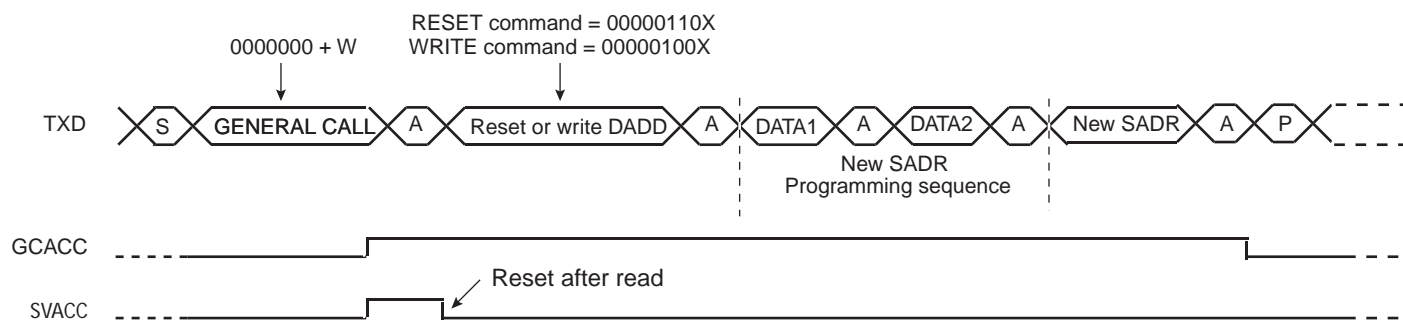 RESET command = 00000110X
0000000 + W
WRITE command = 00000100X
TXD S GENERAL CALL A Reset or write DADD A DATA1 A DATA2 A New SADR A P
New SADR
Programming sequence
GCACC
Reset after read
SVACC